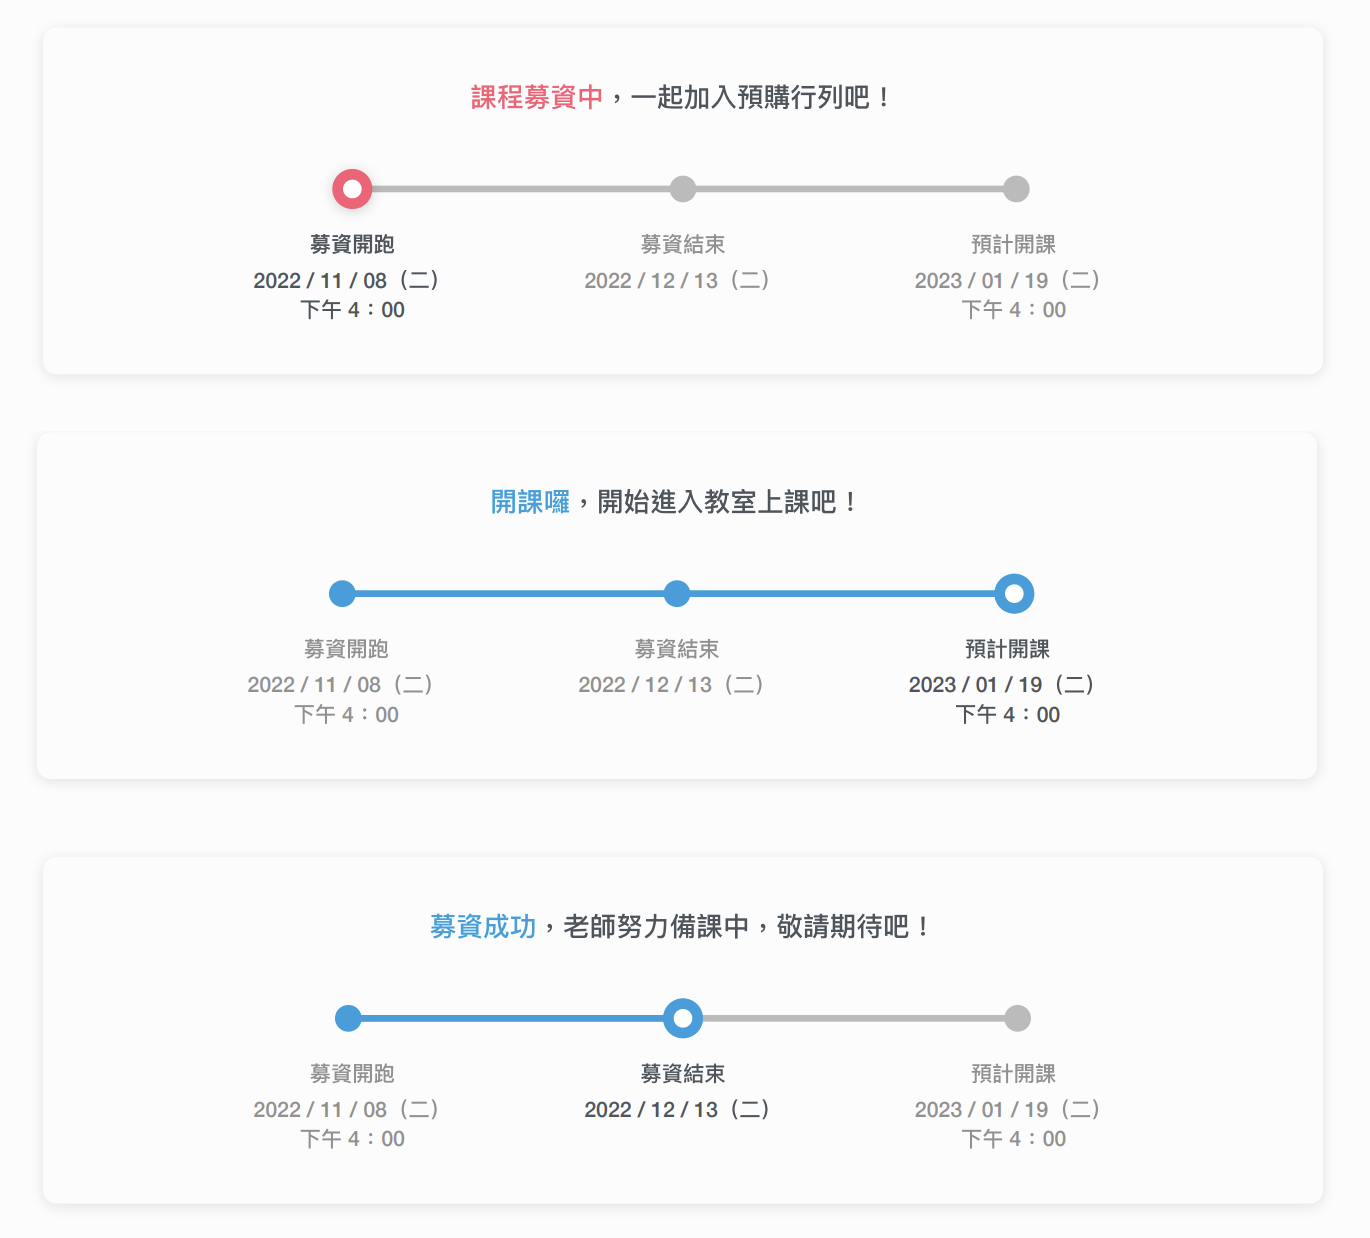 課程募資中，一起加入預購行列吧！
募資開跑
2022 / 11 / 08（二）
下午 4：00
募資結束
2022 / 12 / 13（二）
預計開課
2023 / 01 / 19（二）
下午 4：00
開課囉，開始進入教室上課吧！
募資開跑
2022 / 11 / 08（二）
下午 4：00
募資結束
2022 / 12 / 13（二）
預計開課
2023 / 01 / 19（二）
下午 4：00
募資成功，老師努力備課中，敬請期待吧！
募資開跑
2022 / 11 / 08（二）
下午 4：00
募資結束
2022 / 12 / 13（二）
預計開課
2023 / 01 / 19（二）
下午 4：00